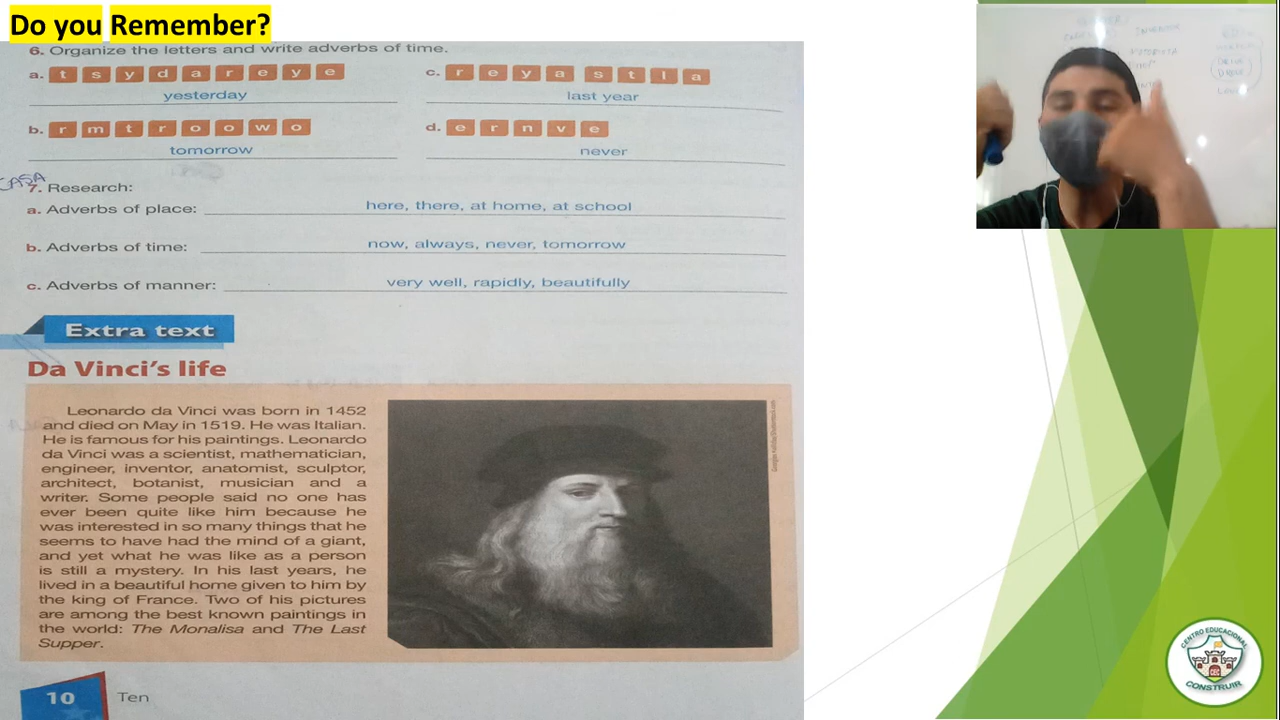 Do you Remember?
6. Organize the letters and write adverbs of time.
a. t s y d a r e y e
yesterday
c. r e y a s t l a
last year
b. r m t r o o w o
tomorrow
d. e r n v e
never
CASA
7. Research:
a. Adverbs of place: here, there, at home, at school
b. Adverbs of time: now, always, never, tomorrow
c. Adverbs of manner: very well, rapidly, beautifully
Extra text
Da Vinci's life
Leonardo da Vinci was born in 1452
and died on May in 1519. He was Italian.
He is famous for his paintings. Leonardo
da Vinci was a scientist, mathematician,
engineer, inventor, anatomist, sculptor,
architect, botanist, musician and a
writer. Some people said no one has
ever been quite like him because he
was interested in so many things that he
seems to have had the mind of a giant,
and yet what he was like as a person
is still a mystery. In his last years, he
lived in a beautiful home given to him by
the king of France. Two of his pictures
are among the best known paintings in
the world: The Monalisa and The Last
Supper.
10 Ten
CENTRO EDUCACIONAL
CEC
CONSTRUIR